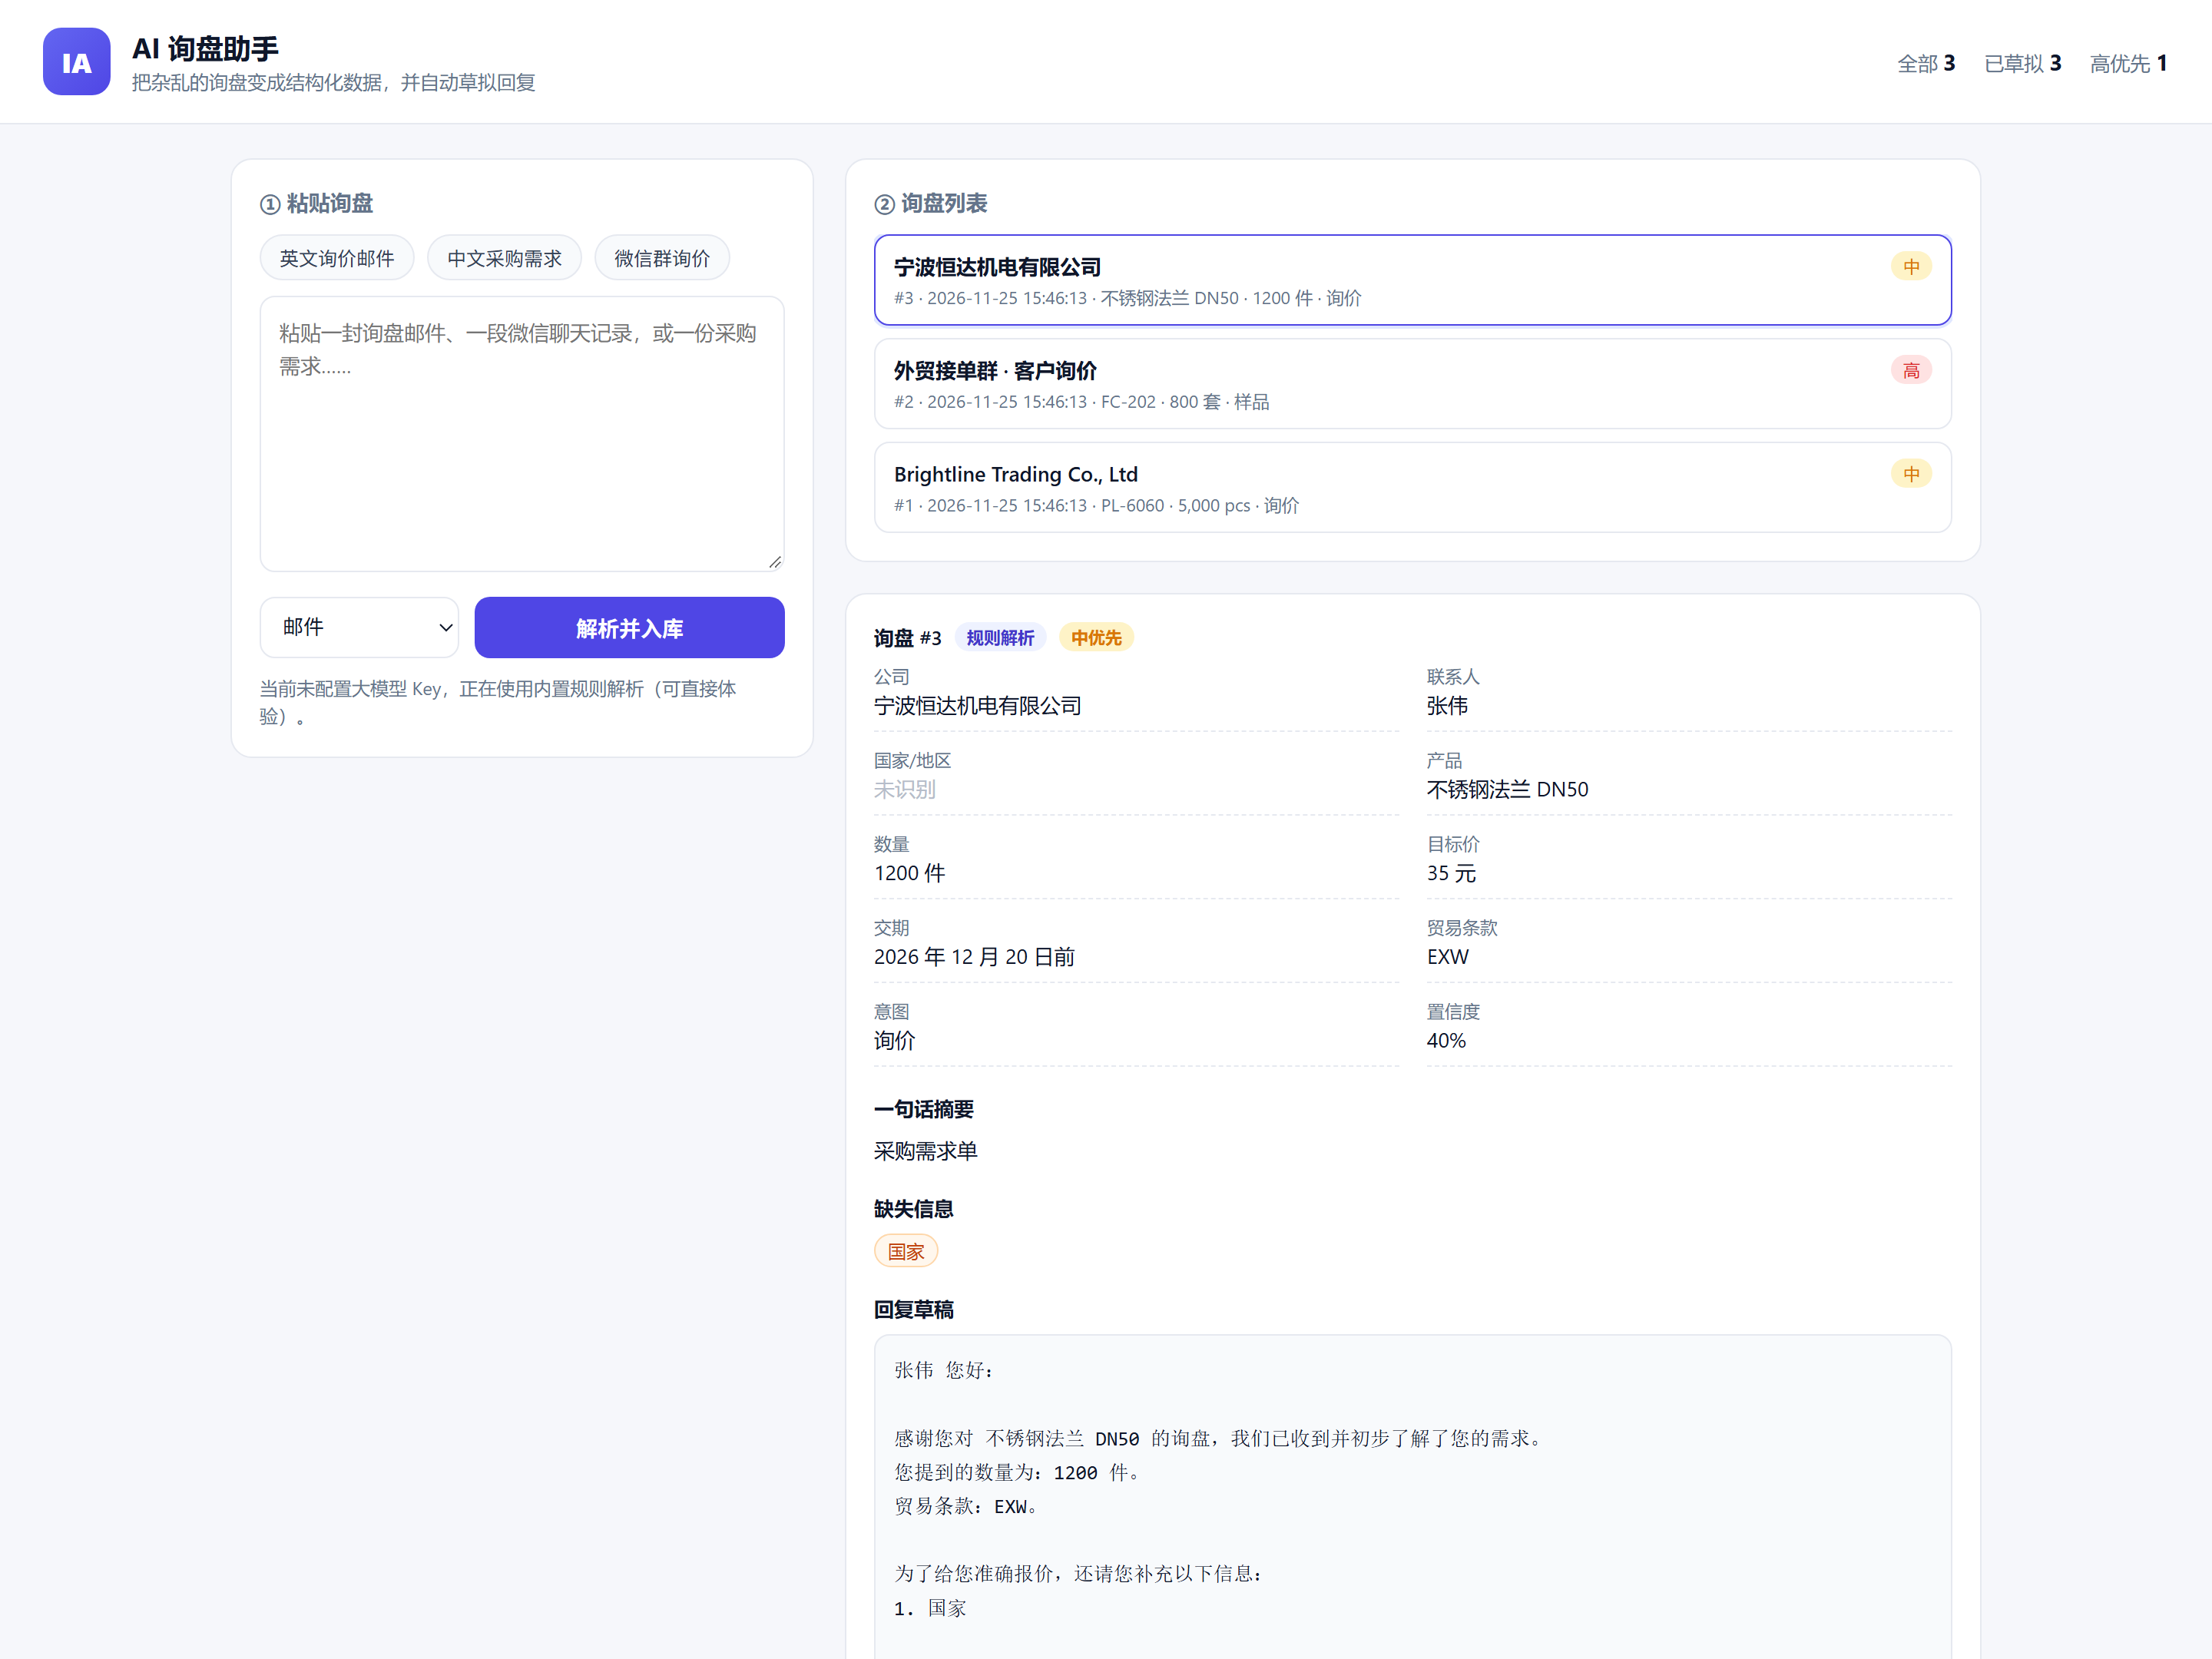 IA
AI 询盘助手
把杂乱的询盘变成结构化数据，并自动草拟回复
全部 3 已草拟 3 高优先 1
① 粘贴询盘
英文询价邮件 中文采购需求 微信群询价
粘贴一封询盘邮件、一段微信聊天记录，或一份采购
需求......
邮件 解析并入库
当前未配置大模型 Key，正在使用内置规则解析（可直接体
验）。
② 询盘列表
宁波恒达机电有限公司 中
#3 · 2026-11-25 15:46:13 · 不锈钢法兰 DN50 · 1200 件 · 询价
外贸接单群 · 客户询价 高
#2 · 2026-11-25 15:46:13 · FC-202 · 800 套 · 样品
Brightline Trading Co., Ltd 中
#1 · 2026-11-25 15:46:13 · PL-6060 · 5,000 pcs · 询价
询盘 #3 规则解析 中优先
公司 联系人
宁波恒达机电有限公司 张伟
国家/地区 产品
未识别 不锈钢法兰 DN50
数量 目标价
1200 件 35 元
交期 贸易条款
2026 年 12 月 20 日前 EXW
意图 置信度
询价 40%
一句话摘要
采购需求单
缺失信息
国家
回复草稿
张伟 您好：
感谢您对 不锈钢法兰 DN50 的询盘，我们已收到并初步了解了您的需求。
您提到的数量为：1200 件。
贸易条款：EXW。
为了给您准确报价，还请您补充以下信息：
1. 国家